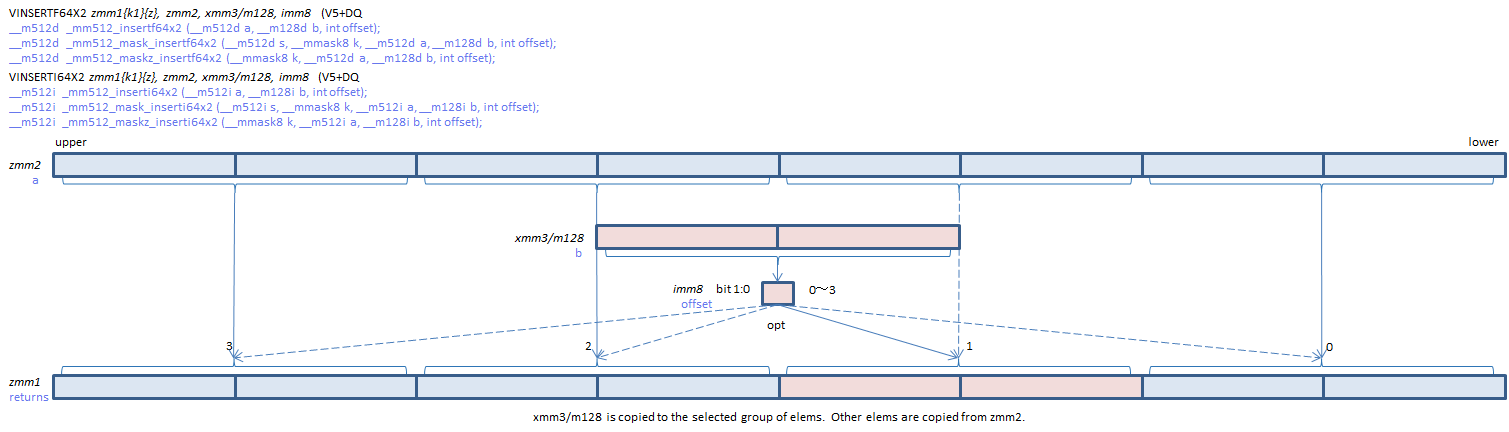 VINSERTF64X2 zmm1{k1}{z}, zmm2, xmm3/m128, imm8 (V5+DQ
__m512d _mm512_insertf64x2 (__m512d a, __m128d b, int offset);
__m512d _mm512_mask_insertf64x2 (__m512d s, __mmask8 k, __m512d a, __m128d b, int offset);
__m512d _mm512_maskz_insertf64x2 (__mmask8 k, __m512d a, __m128d b, int offset);
VINSERTI64X2 zmm1{k1}{z}, zmm2, xmm3/m128, imm8 (V5+DQ
__m512i _mm512_inserti64x2 (__m512i a, __m128i b, int offset);
__m512i _mm512_mask_inserti64x2 (__m512i s, __mmask8 k, __m512i a, __m128i b, int offset);
__m512i _mm512_maskz_inserti64x2 (__mmask8 k, __m512i a, __m128i b, int offset);
upper lower
zmm2
a
xmm3/m128
b
imm8 bit 1:0 0～3
offset
opt
3 2 1 0
zmm1
returns
xmm3/m128 is copied to the selected group of elems. Other elems are copied from zmm2.